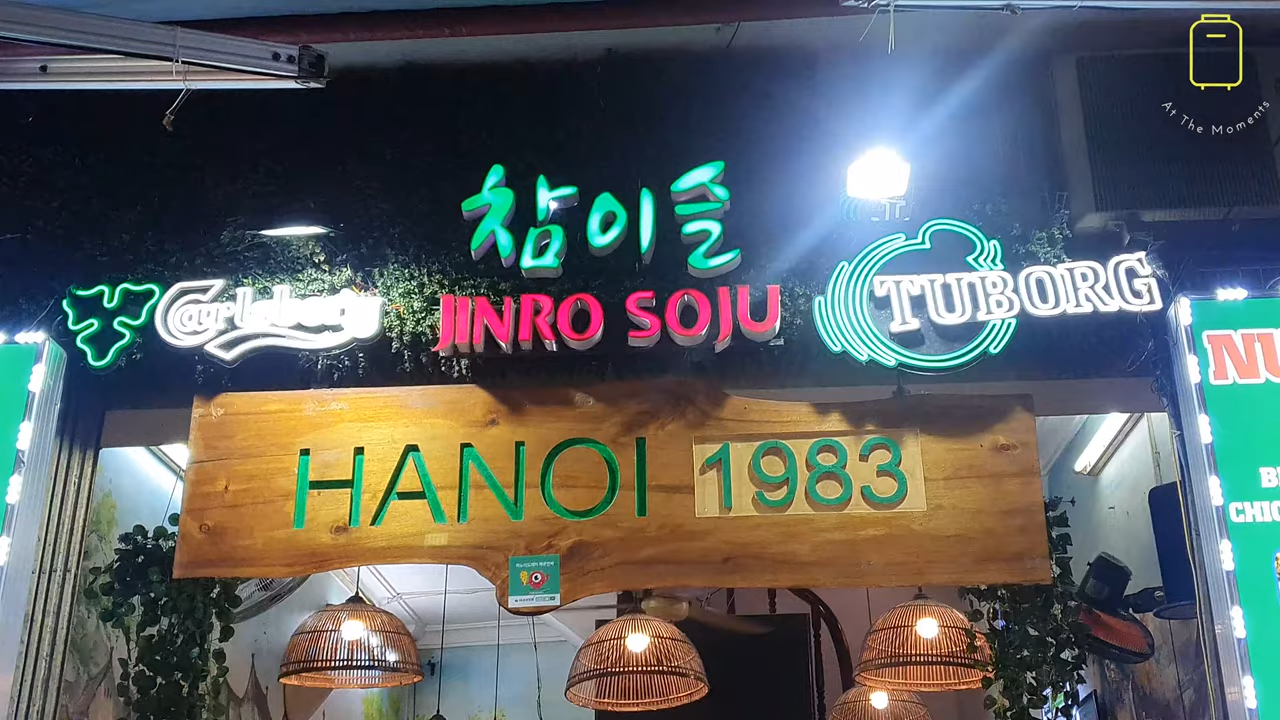 At The Moments
참이슬
JINRO SOJU
Carlsberg
TUBORG
HANOI 1983